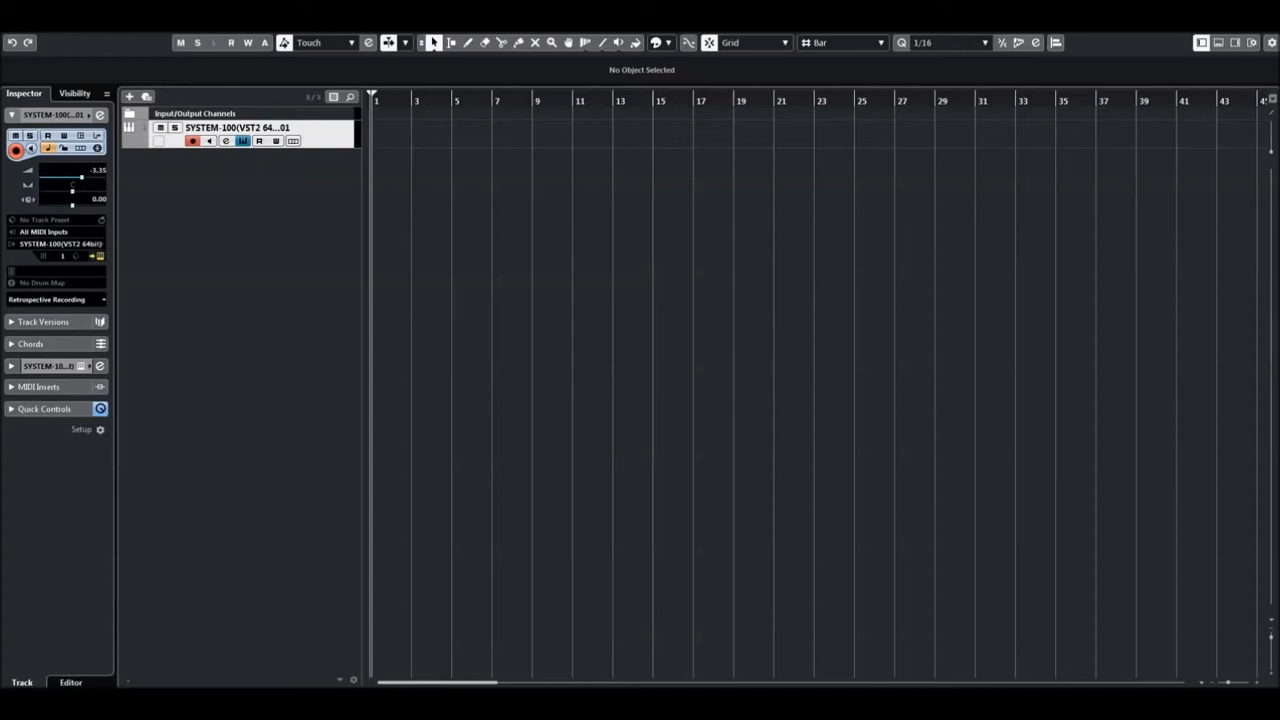 M S L R W A Touch Grid Bar Q 1/16
No Object Selected
Inspector Visibility
3 / 3
1 3 5 7 9 11 13 15 17 19 21 23 25 27 29 31 33 35 37 39 41 43
SYSTEM-100(...01
Input/Output Channels
1 m S SYSTEM-100(VST2 64...01
m S R W
e R W
-3.35
C
0.00
No Track Preset
All MIDI Inputs
SYSTEM-100(VST2 64bit)
1
No Drum Map
Retrospective Recording
Track Versions
Chords
SYSTEM-10...t)
MIDI Inserts
Quick Controls
Setup
Track Editor